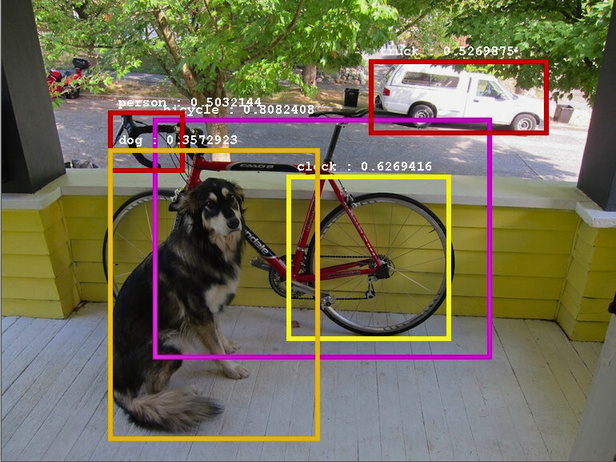 truck : 0.5269875
person : 0.5032144
bicycle : 0.8082408
dog : 0.3572923
clock : 0.6269416